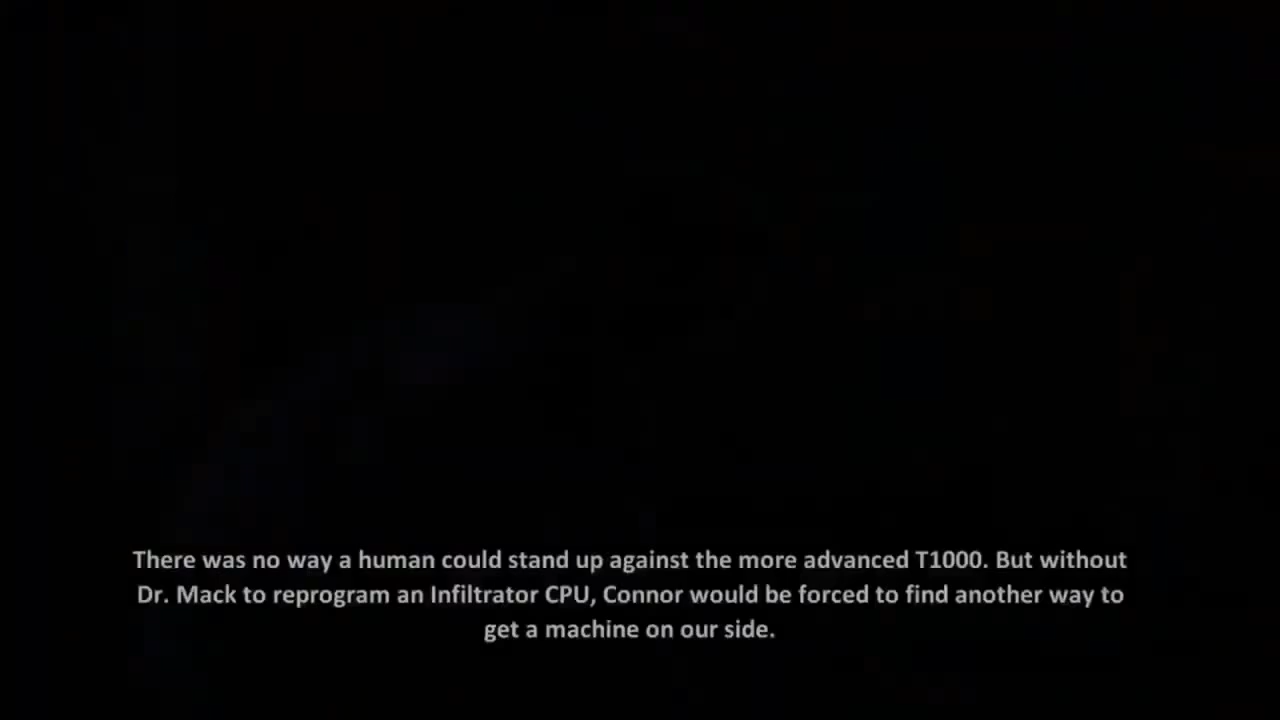 There was no way a human could stand up against the more advanced T1000. But without
Dr. Mack to reprogram an Infiltrator CPU, Connor would be forced to find another way to
get a machine on our side.